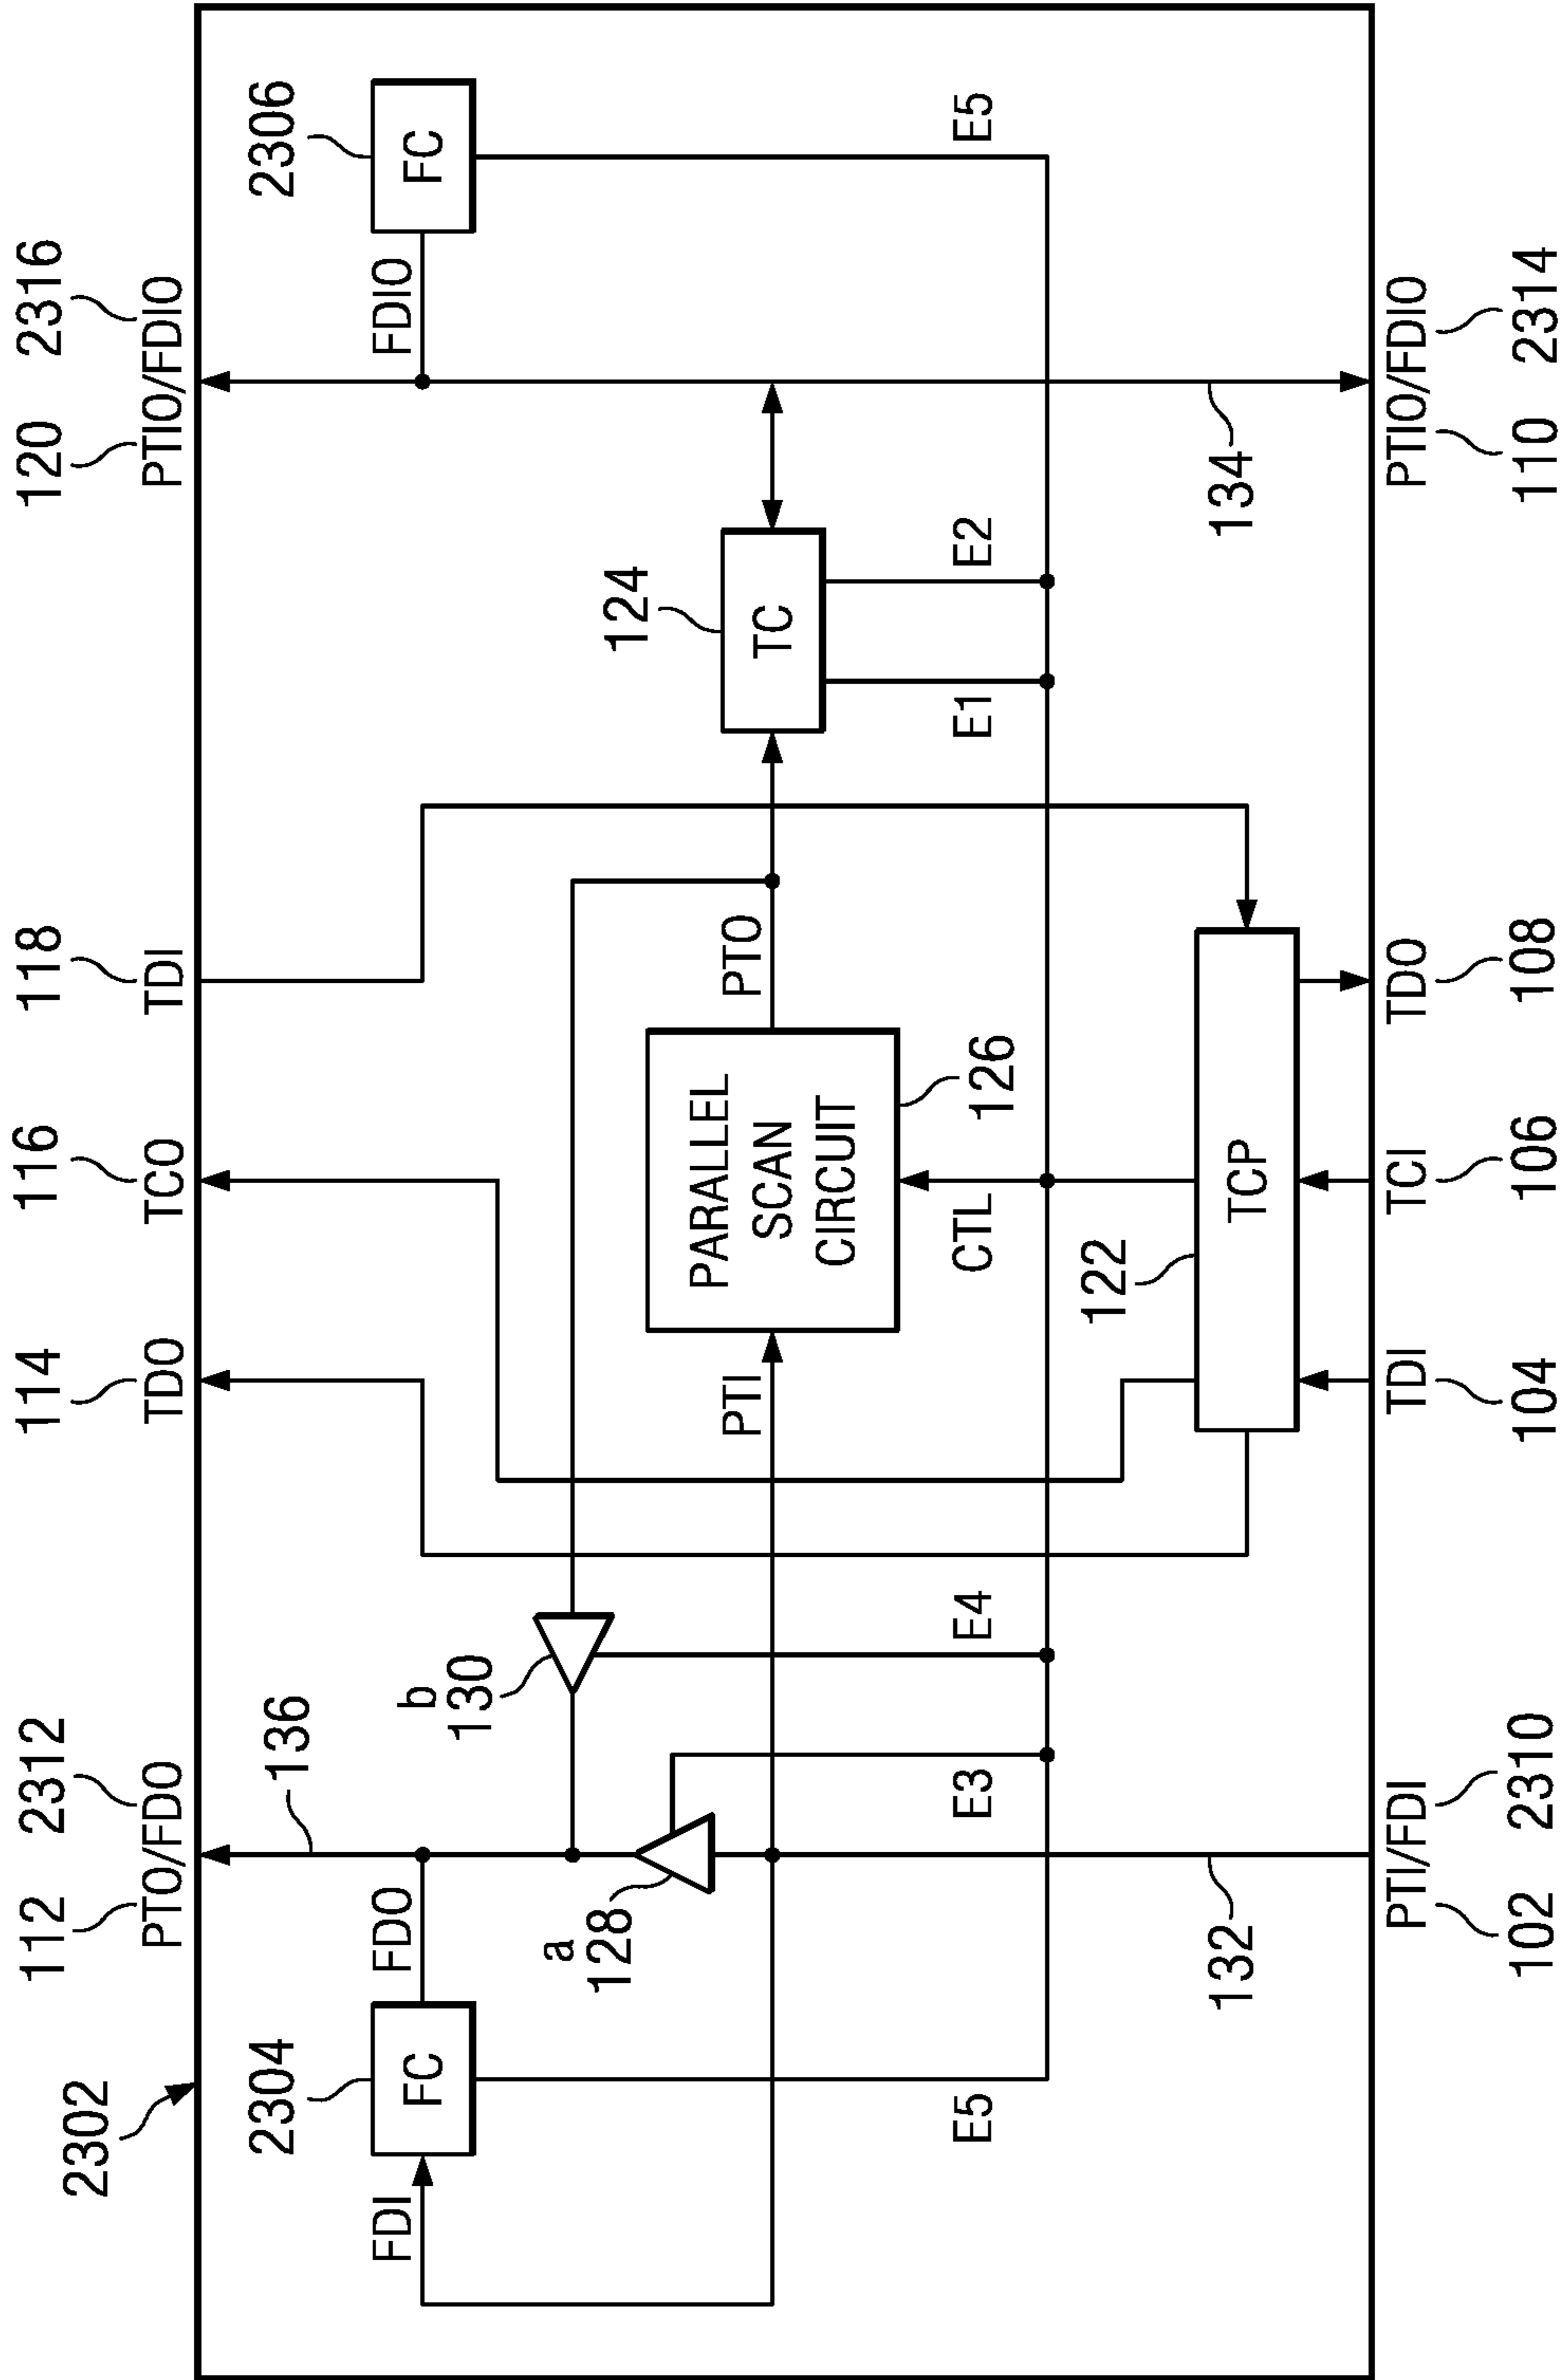 2302
112 2312
PTO/FDO
114
TDO
116
TCO
118
TDI
120 2316
PTIO/FDIO
136
2304
FC
FDI
FDO
b
130
a
128
2306
FC
FDIO
124
TC
PARALLEL
SCAN
CIRCUIT
126
PTI
PTO
E5
E3
E4
CTL
E1
E2
E5
122
TCP
132
134
PTI/FDI
102 2310
TDI
104
TCI
106
TDO
108
PTIO/FDIO
110 2314